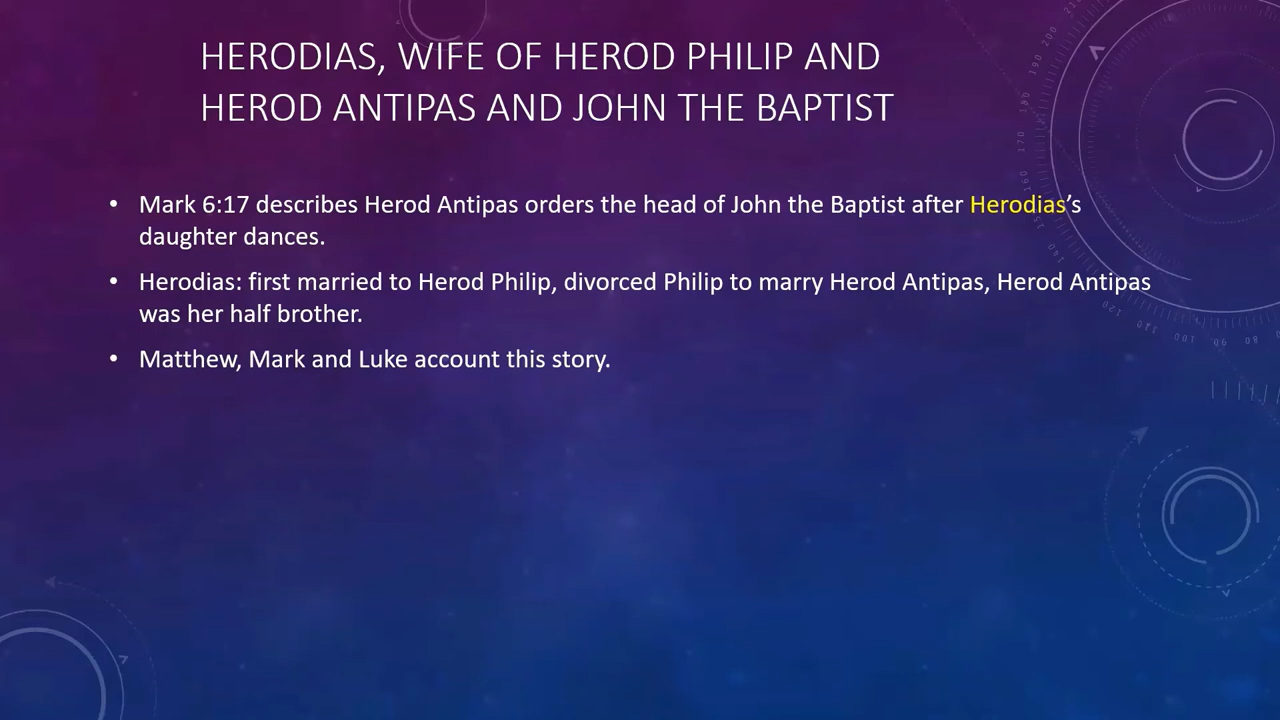 HERODIAS, WIFE OF HEROD PHILIP AND
HEROD ANTIPAS AND JOHN THE BAPTIST
• Mark 6:17 describes Herod Antipas orders the head of John the Baptist after Herodias’s
daughter dances.
• Herodias: first married to Herod Philip, divorced Philip to marry Herod Antipas, Herod Antipas
was her half brother.
• Matthew, Mark and Luke account this story.